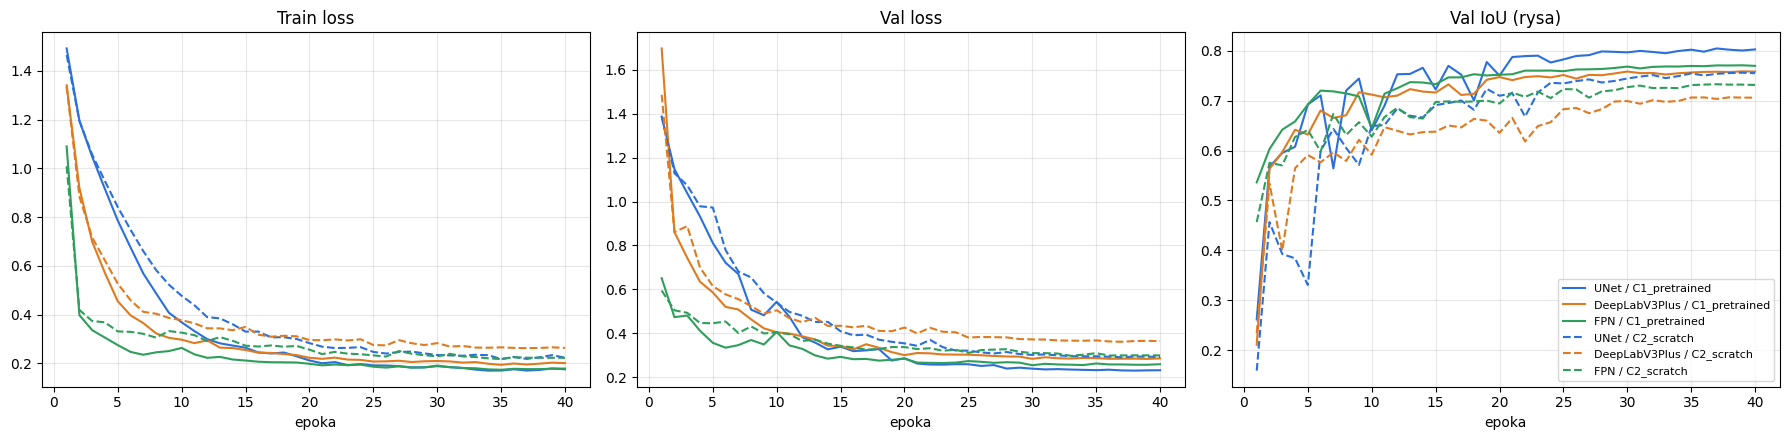 Train loss
1.4
1.2
1.0
0.8
0.6
0.4
0.2
0 5 10 15 20 25 30 35 40
epoka
Val loss
1.6
1.4
1.2
1.0
0.8
0.6
0.4
0.2
0 5 10 15 20 25 30 35 40
epoka
Val IoU (rysa)
0.8
0.7
0.6
0.5
0.4
0.3
0.2
UNet / C1_pretrained
DeepLabV3Plus / C1_pretrained
FPN / C1_pretrained
UNet / C2_scratch
DeepLabV3Plus / C2_scratch
FPN / C2_scratch
0 5 10 15 20 25 30 35 40
epoka